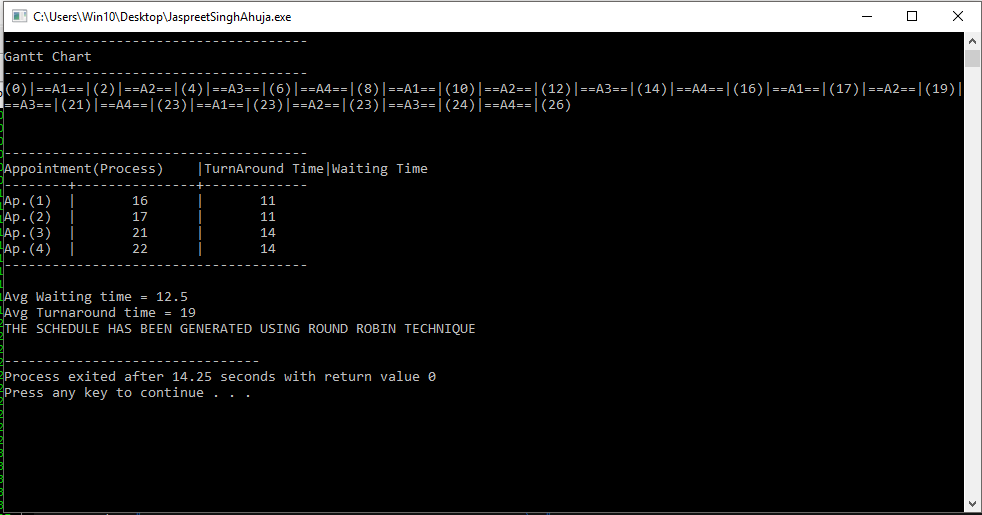 C:\Users\Win10\Desktop\JaspreetSinghAhuja.exe
--------------------------------------
Gantt Chart
--------------------------------------
(0)|==A1==|(2)|==A2==|(4)|==A3==|(6)|==A4==|(8)|==A1==|(10)|==A2==|(12)|==A3==|(14)|==A4==|(16)|==A1==|(17)|==A2==|(19)|
==A3==|(21)|==A4==|(23)|==A1==|(23)|==A2==|(23)|==A3==|(24)|==A4==|(26)
--------------------------------------
Appointment(Process)    |TurnAround Time|Waiting Time
--------+---------------+-------------
Ap.(1)  |       16      |       11
Ap.(2)  |       17      |       11
Ap.(3)  |       21      |       14
Ap.(4)  |       22      |       14
--------------------------------------
Avg Waiting time = 12.5
Avg Turnaround time = 19
THE SCHEDULE HAS BEEN GENERATED USING ROUND ROBIN TECHNIQUE
--------------------------------
Process exited after 14.25 seconds with return value 0
Press any key to continue . . .